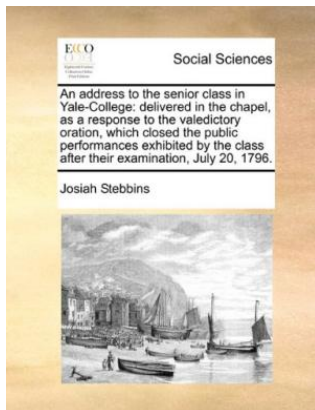 ECCO
Social Sciences
An address to the senior class in
Yale-College: delivered in the chapel,
as a response to the valedictory
oration, which closed the public
performances exhibited by the class
after their examination, July 20, 1796.
Josiah Stebbins